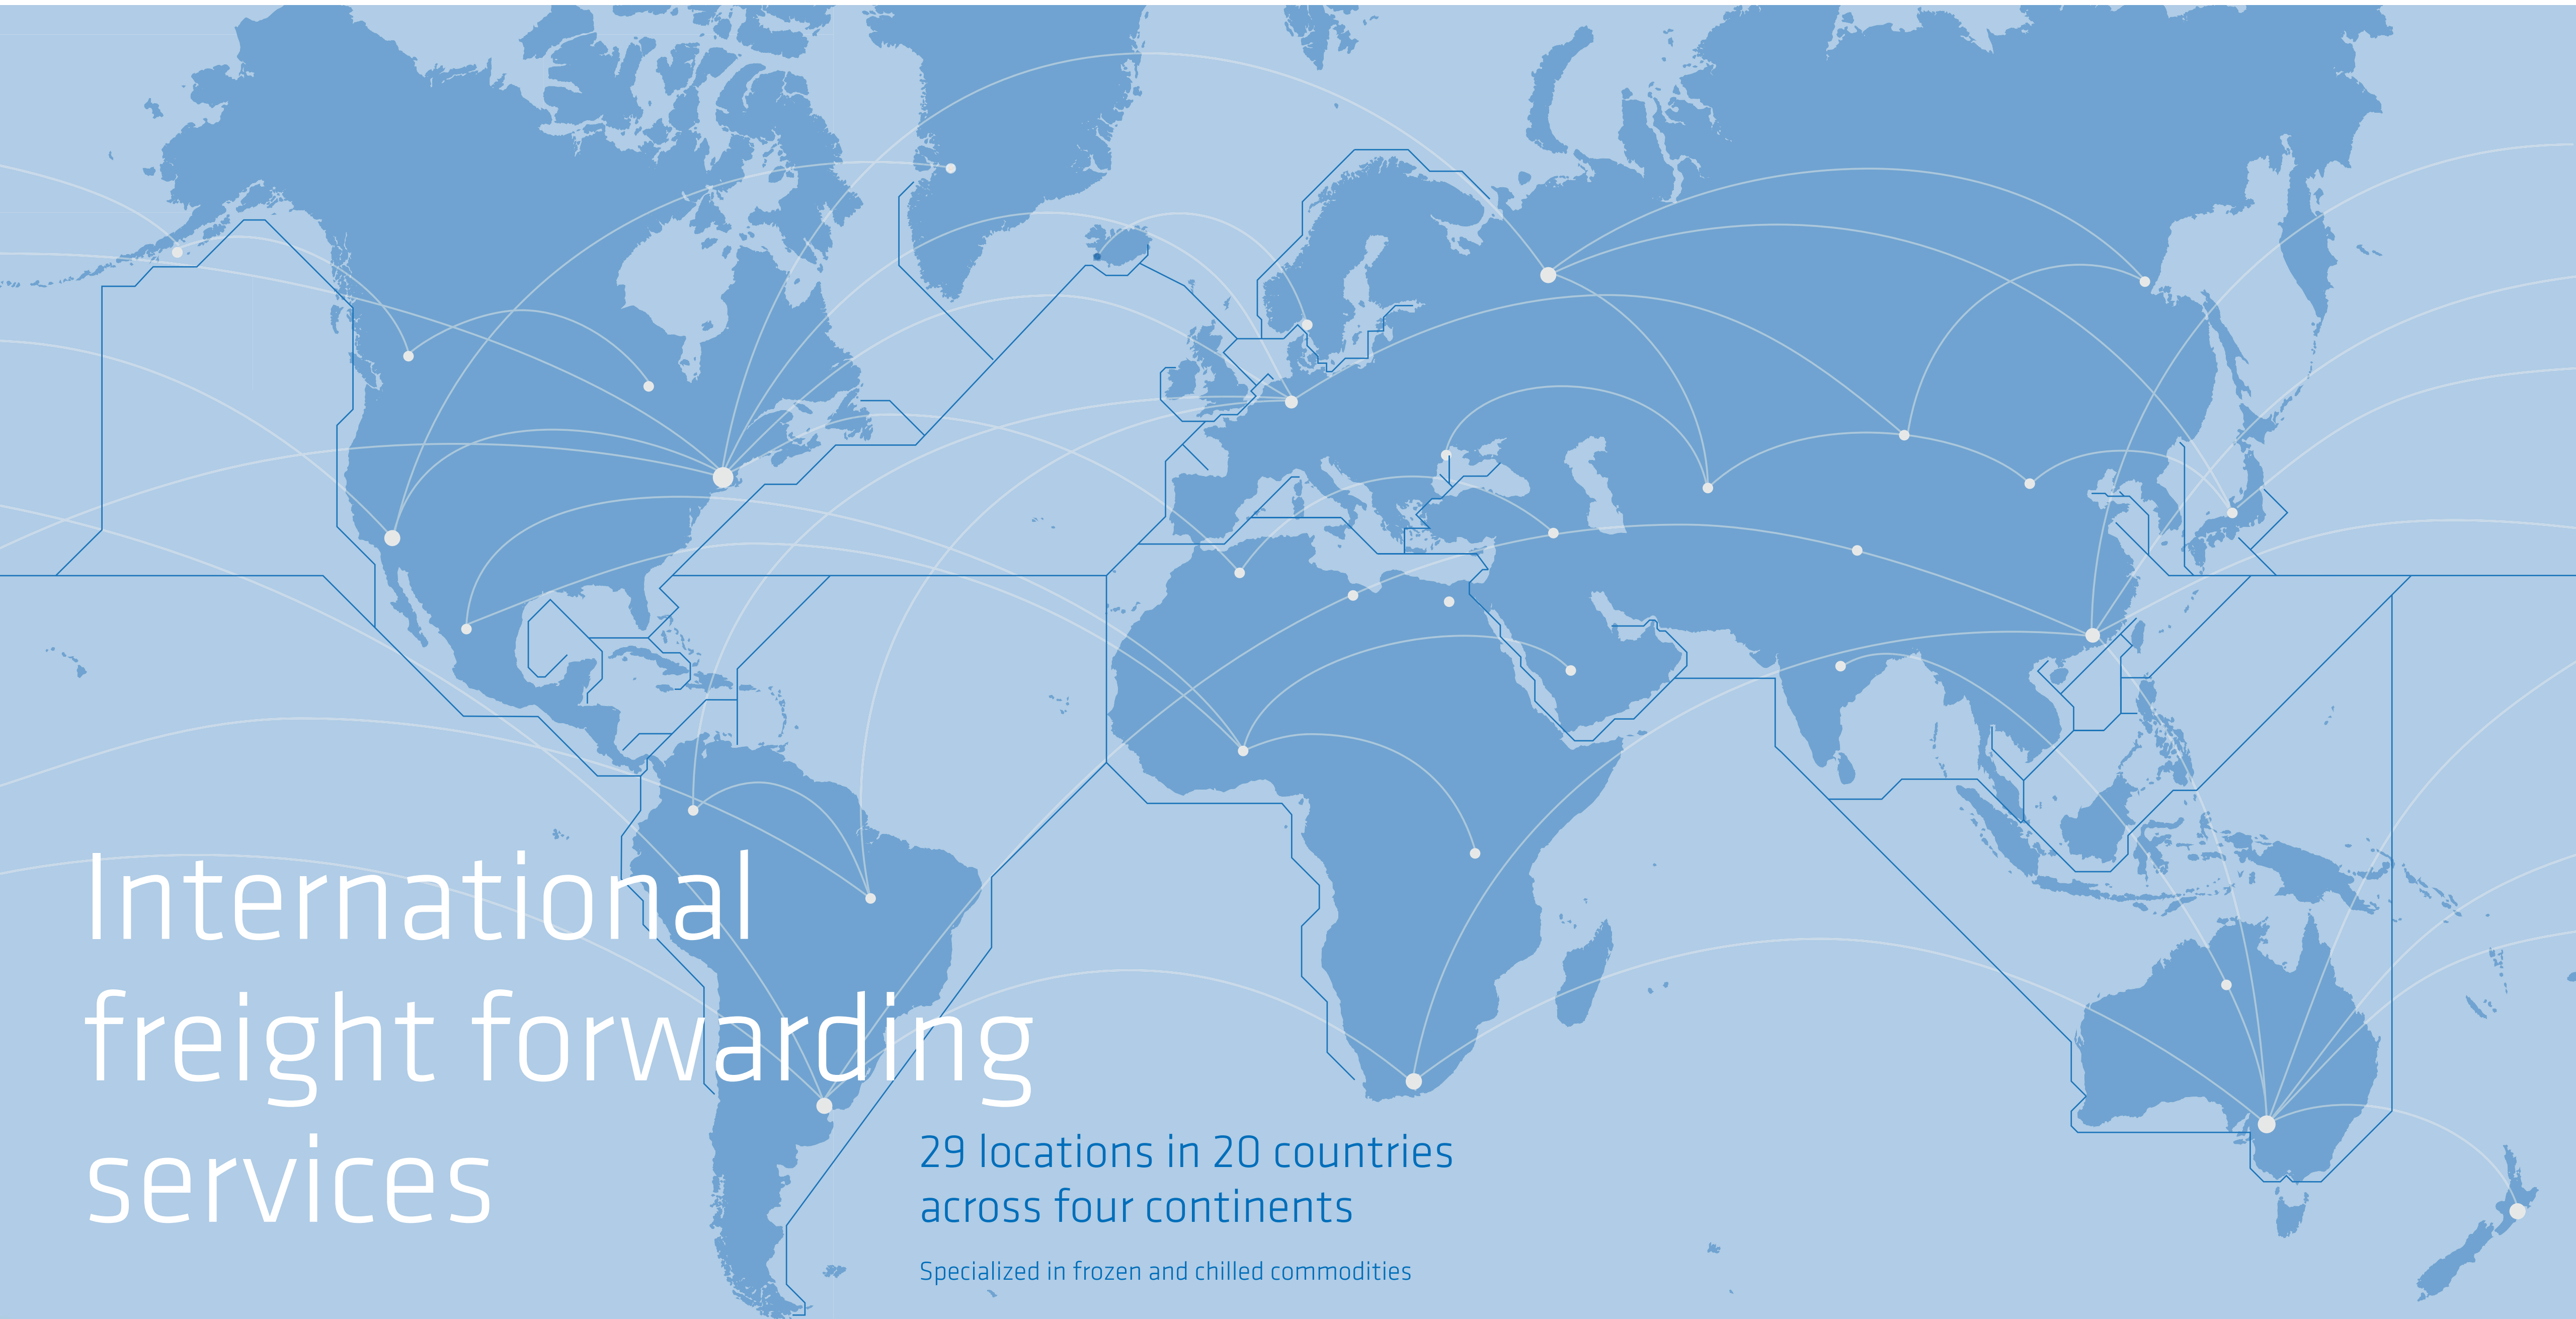 International
freight forwarding
services
29 locations in 20 countries
across four continents
Specialized in frozen and chilled commodities